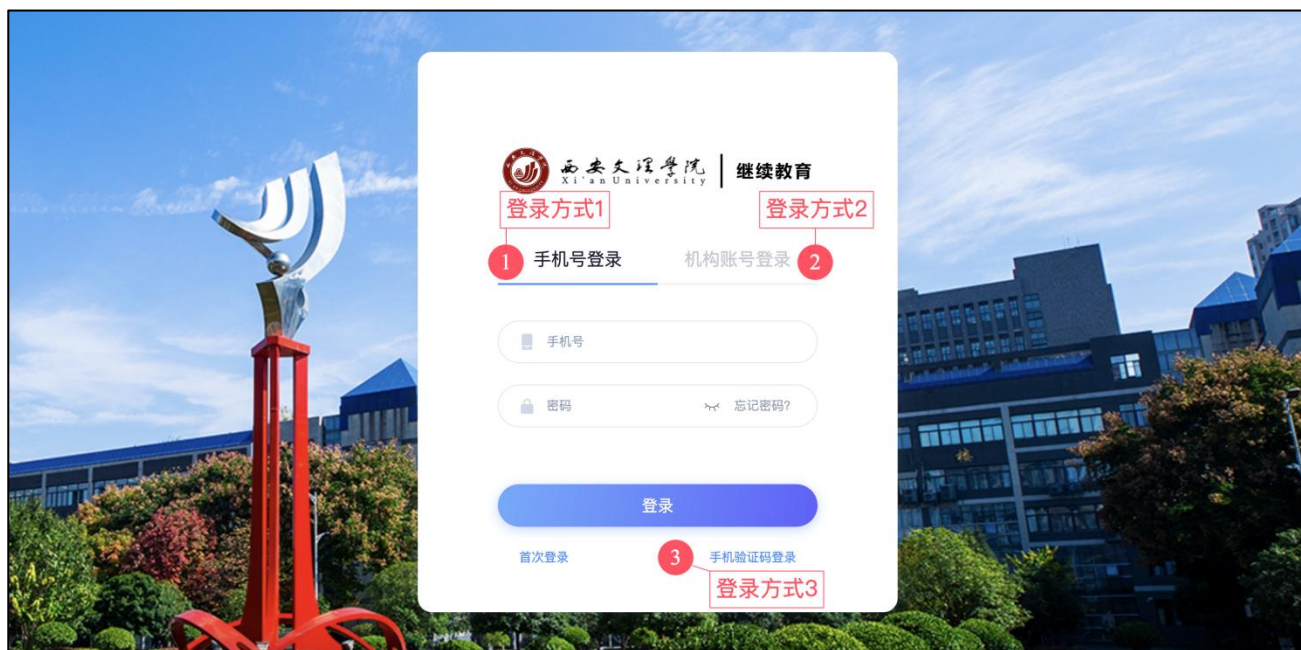 西安文理学院
Xi'an University
继续教育
登录方式1
登录方式2
1
手机号登录
机构账号登录
2
手机号
密码
忘记密码?
登录
首次登录
3
手机验证码登录
登录方式3